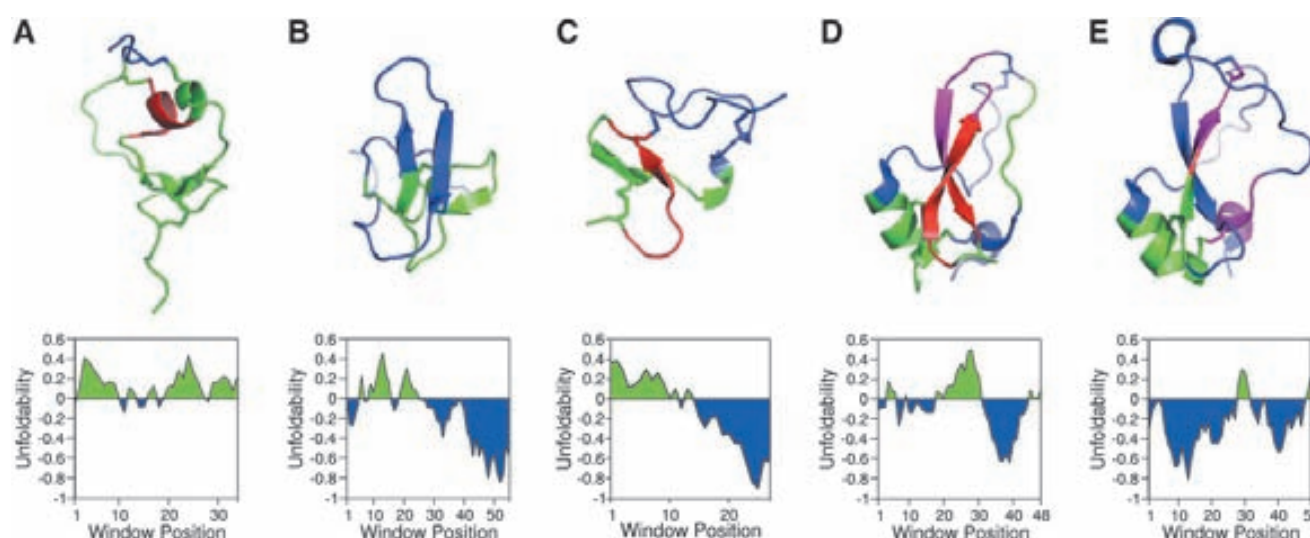 A B C D E
0.6 0.6 0.6 0.6 0.6
0.4 0.4 0.4 0.4 0.4
0.2 0.2 0.2 0.2 0.2
0 0 0 0 0
-0.2 -0.2 -0.2 -0.2 -0.2
-0.4 -0.4 -0.4 -0.4 -0.4
-0.6 -0.6 -0.6 -0.6 -0.6
-0.8 -0.8 -0.8 -0.8 -0.8
-1 -1 -1 -1 -1
Unfoldability Unfoldability Unfoldability Unfoldability Unfoldability
1 10 20 30 1 10 20 30 40 50 1 10 20 1 10 20 30 40 48 1 10 20 30 40
Window Position Window Position Window Position Window Position Window Position